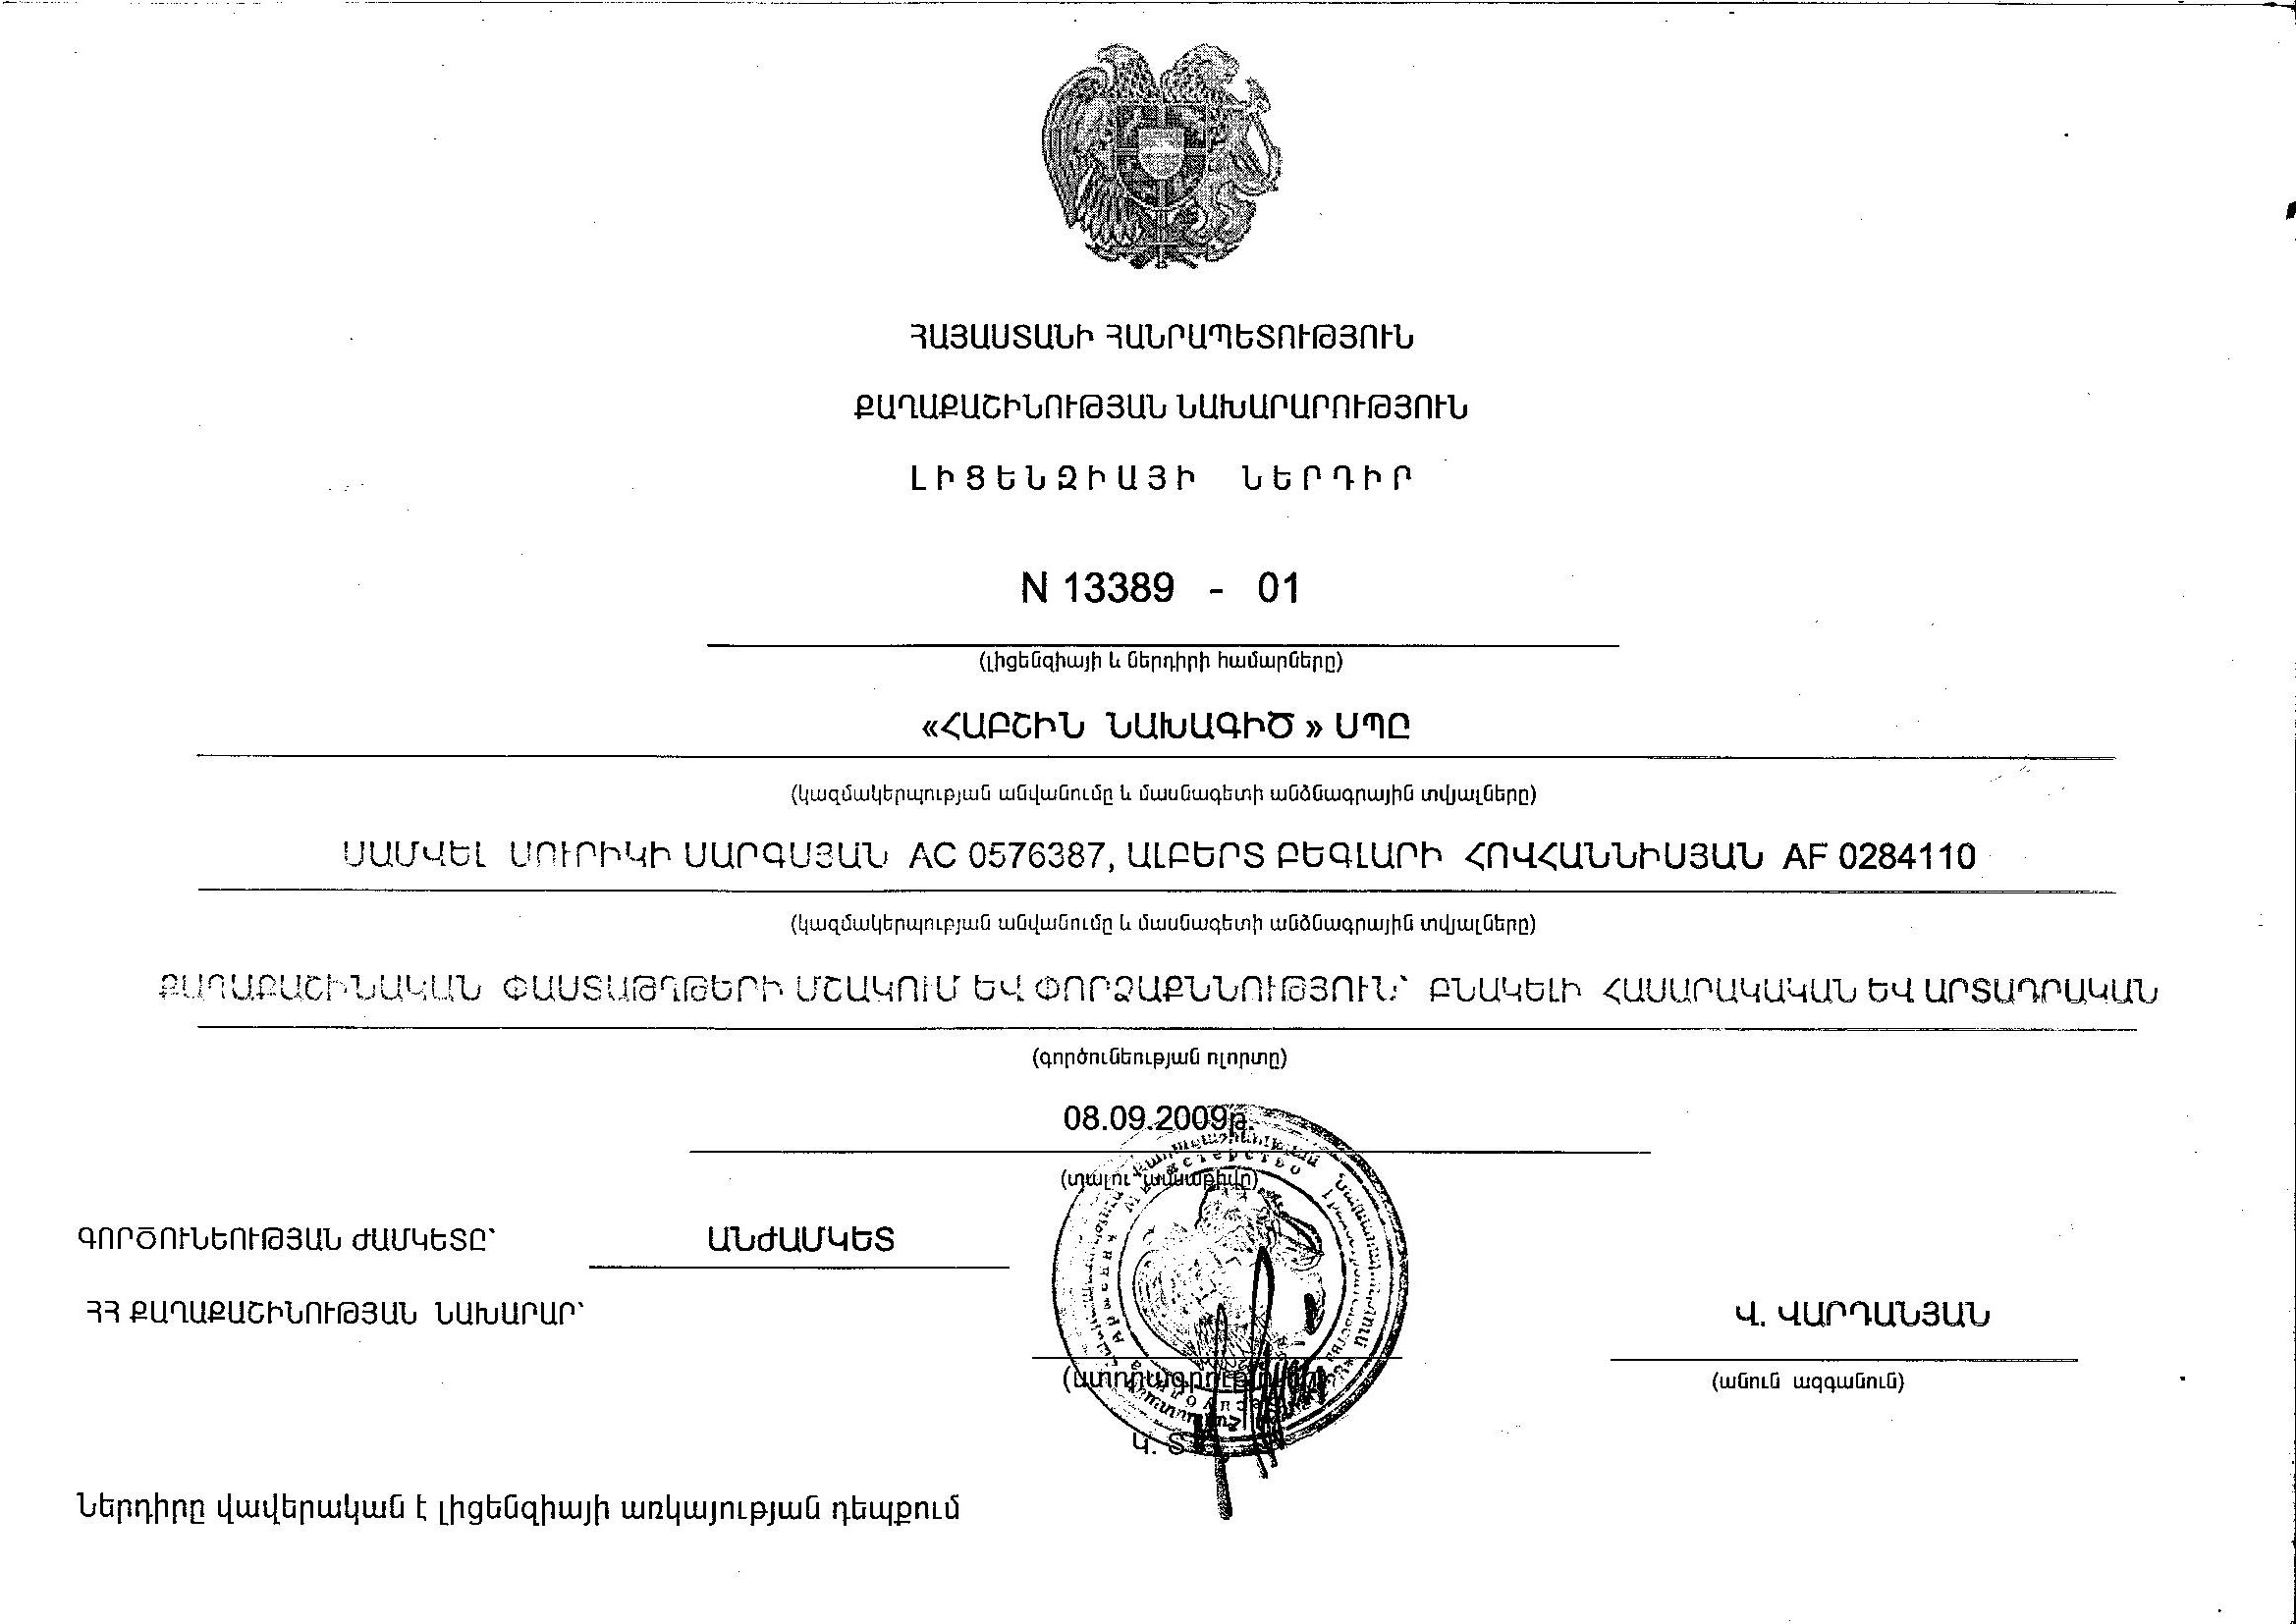 ՀԱՅԱՍՏԱՆԻ ՀԱՆՐԱՊԵՏՈՒԹՅՈՒՆ
ՔԱՂԱՔԱՇԻՆՈՒԹՅԱՆ ՆԱԽԱՐԱՐՈՒԹՅՈՒՆ
ԼԻՑԵՆԶԻԱՅԻ ՆԵՐԴԻՐ
N 13389 - 01
(լիցենզիայի և ներդիրի համարները)
«ՀԱԲՇԻՆ ՆԱԽԱԳԻԾ» ՍՊԸ
(կազմակերպության անվանումը և մասնագետի անձնագրային տվյալները)
ՍԱՄՎԵԼ ՍՈՒՐԻԿԻ ՍԱՐԳՍՅԱՆ AC 0576387, ԱԼԲԵՐՏ ԲԵԳԼԱՐԻ ՀՈՎՀԱՆՆԻՍՅԱՆ AF 0284110
(կազմակերպության անվանումը և մասնագետի անձնագրային տվյալները)
ՔԱՂԱՔԱՇԻՆԱԿԱՆ ՓԱՍՏԱԹՂԹԵՐԻ ՄՇԱԿՈՒՄ ԵՎ ՓՈՐՁԱՔՆՆՈՒԹՅՈՒՆ՝ ԲՆԱԿԵԼԻ ՀԱՍԱՐԱԿԱԿԱՆ ԵՎ ԱՐՏԱԴՐԱԿԱՆ
(գործունեության ոլորտը)
08.09.2009թ.
(տալու ամսաթիվը)
ԳՈՐԾՈՒՆԵՈՒԹՅԱՆ ԺԱՄԿԵՏԸ՝ ԱՆԺԱՄԿԵՏ
ՀՀ ՔԱՂԱՔԱՇԻՆՈՒԹՅԱՆ ՆԱԽԱՐԱՐ՝ Վ. ՎԱՐԴԱՆՅԱՆ
(ստորագրությունը) (անուն ազգանուն)
Կ. Տ
Ներդիրը վավերական է լիցենզիայի առկայության դեպքում